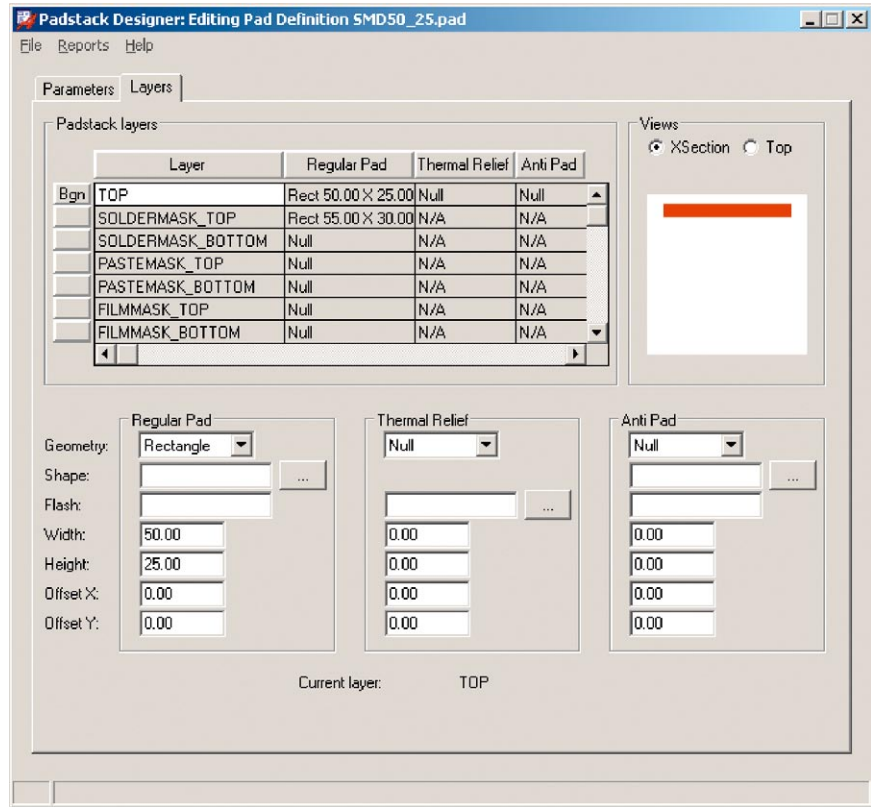 Padstack Designer: Editing Pad Definition SMD50_25.pad
File Reports Help
Parameters Layers
Padstack layers
Layer Regular Pad Thermal Relief Anti Pad
Bgn TOP Rect 50.00 X 25.00 Null Null
SOLDERMASK_TOP Rect 55.00 X 30.00 N/A N/A
SOLDERMASK_BOTTOM Null N/A N/A
PASTEMASK_TOP Null N/A N/A
PASTEMASK_BOTTOM Null N/A N/A
FILMMASK_TOP Null N/A N/A
FILMMASK_BOTTOM Null N/A N/A
Views
XSection Top
Regular Pad Thermal Relief Anti Pad
Geometry: Rectangle Null Null
Shape: ... ...
Flash: ...
Width: 50.00 0.00 0.00
Height: 25.00 0.00 0.00
Offset X: 0.00 0.00 0.00
Offset Y: 0.00 0.00 0.00
Current layer: TOP